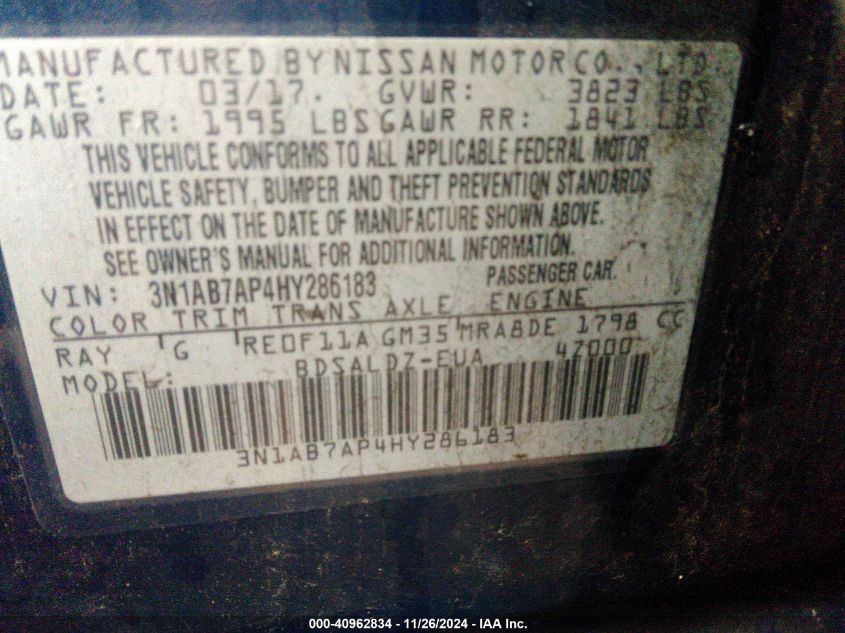 MANUFACTURED BY NISSAN MOTOR CO., LTD.
DATE: 03/17. GVWR: 3823 LBS
GAWR FR: 1995 LBS GAWR RR: 1841 LBS
THIS VEHICLE CONFORMS TO ALL APPLICABLE FEDERAL MOTOR
VEHICLE SAFETY, BUMPER AND THEFT PREVENTION STANDARDS
IN EFFECT ON THE DATE OF MANUFACTURE SHOWN ABOVE.
SEE OWNER'S MANUAL FOR ADDITIONAL INFORMATION.
VIN: 3N1AB7AP4HY286183 PASSENGER CAR.
COLOR TRIM TRANS AXLE ENGINE
RAY G RE0F11A GM35 MRA8DE 1798 CC
MODEL: BDSALDZ-EUA 4Z000
3N1AB7AP4HY286183
000-40962834 - 11/26/2024 - IAA Inc.